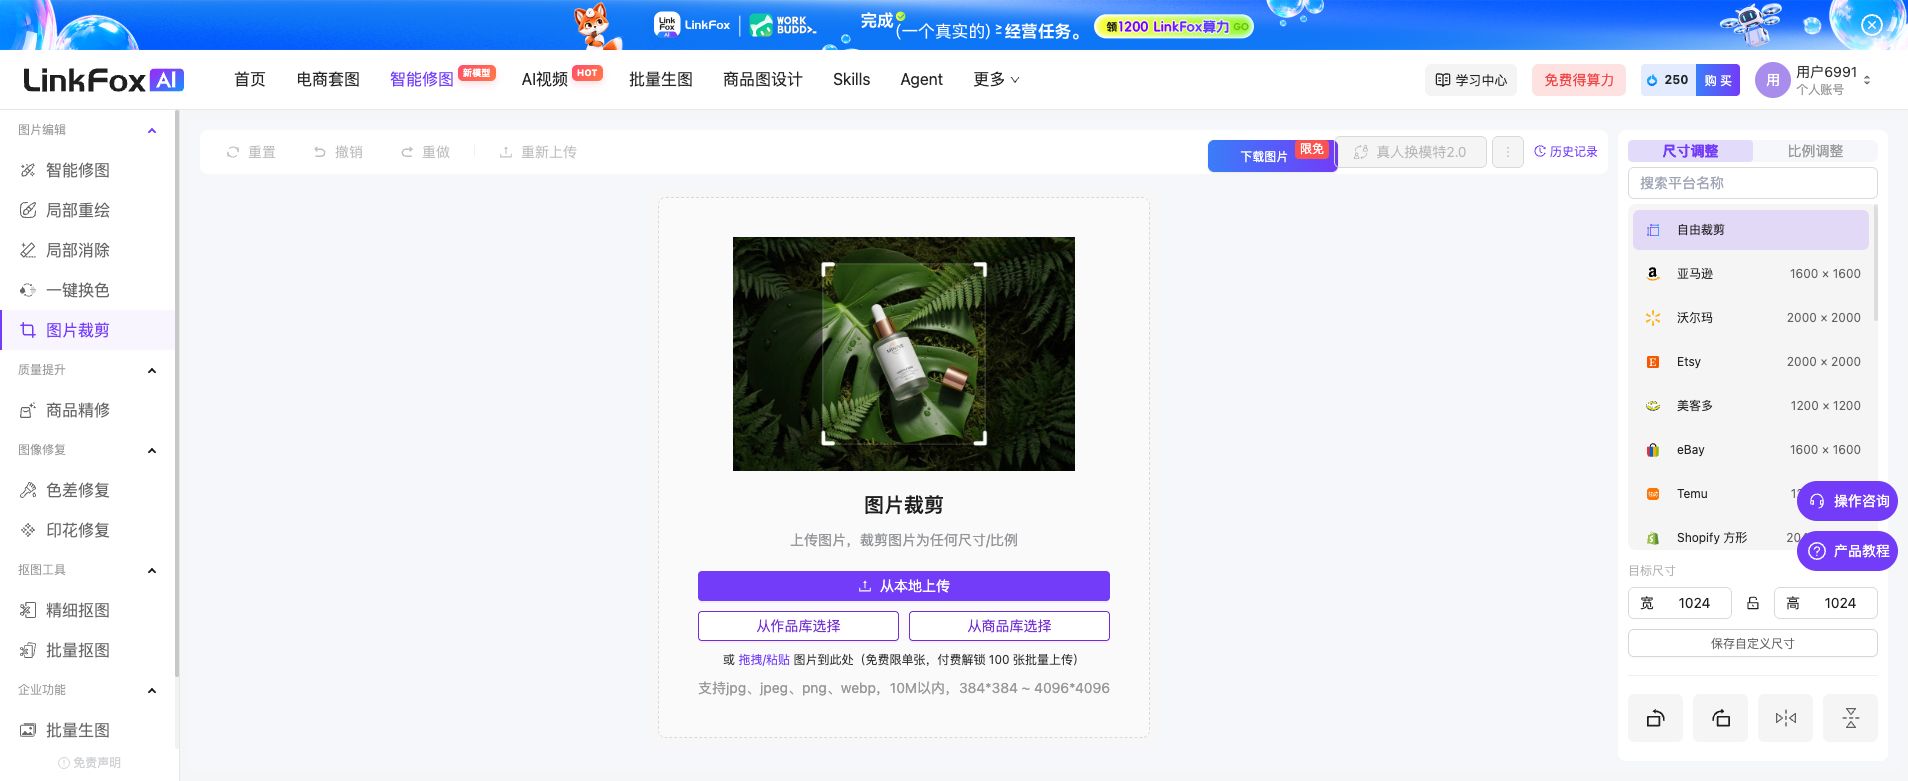 Link Fox AI LinkFox WORK BUDD>_ 完成 (一个真实的) 经营任务。 领1200 LinkFox算力 GO
LinkFox AI
首页 电商套图 智能修图 新模型 AI视频 HOT 批量生图 商品图设计 Skills Agent 更多
学习中心 免费得算力 250 购买 用 用户6991 个人账号
图片编辑
智能修图
局部重绘
局部消除
一键换色
图片裁剪
质量提升
商品精修
图像修复
色差修复
印花修复
抠图工具
精细抠图
批量抠图
企业功能
批量生图
免责声明
重置 撤销 重做 重新上传
下载图片 限免 真人换模特2.0 历史记录
图片裁剪
上传图片，裁剪图片为任何尺寸/比例
从本地上传
从作品库选择 从商品库选择
或 拖拽/粘贴 图片到此处（免费限单张，付费解锁 100 张批量上传）
支持jpg、jpeg、png、webp，10M以内，384*384 ~ 4096*4096
尺寸调整 比例调整
搜索平台名称
自由裁剪
亚马逊 1600 × 1600
沃尔玛 2000 × 2000
Etsy 2000 × 2000
美客多 1200 × 1200
eBay 1600 × 1600
Temu
Shopify 方形
操作咨询
产品教程
目标尺寸
宽 1024 高 1024
保存自定义尺寸